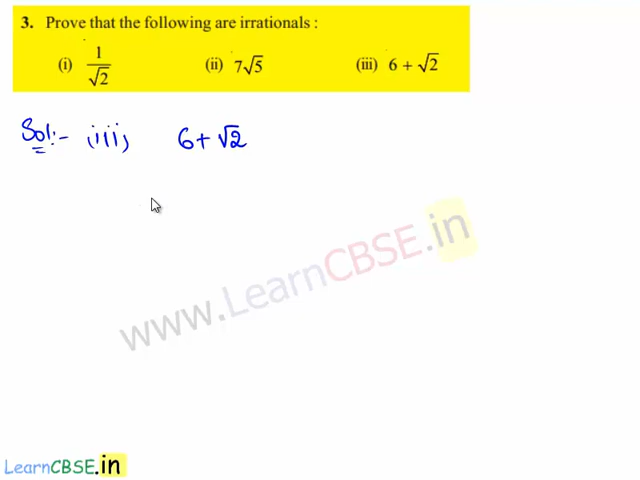 3. Prove that the following are irrationals :
(i) 1/√2 (ii) 7√5 (iii) 6 + √2
Sol:- (iii) 6 + √2
www.LearnCBSE.in
LearnCBSE.in